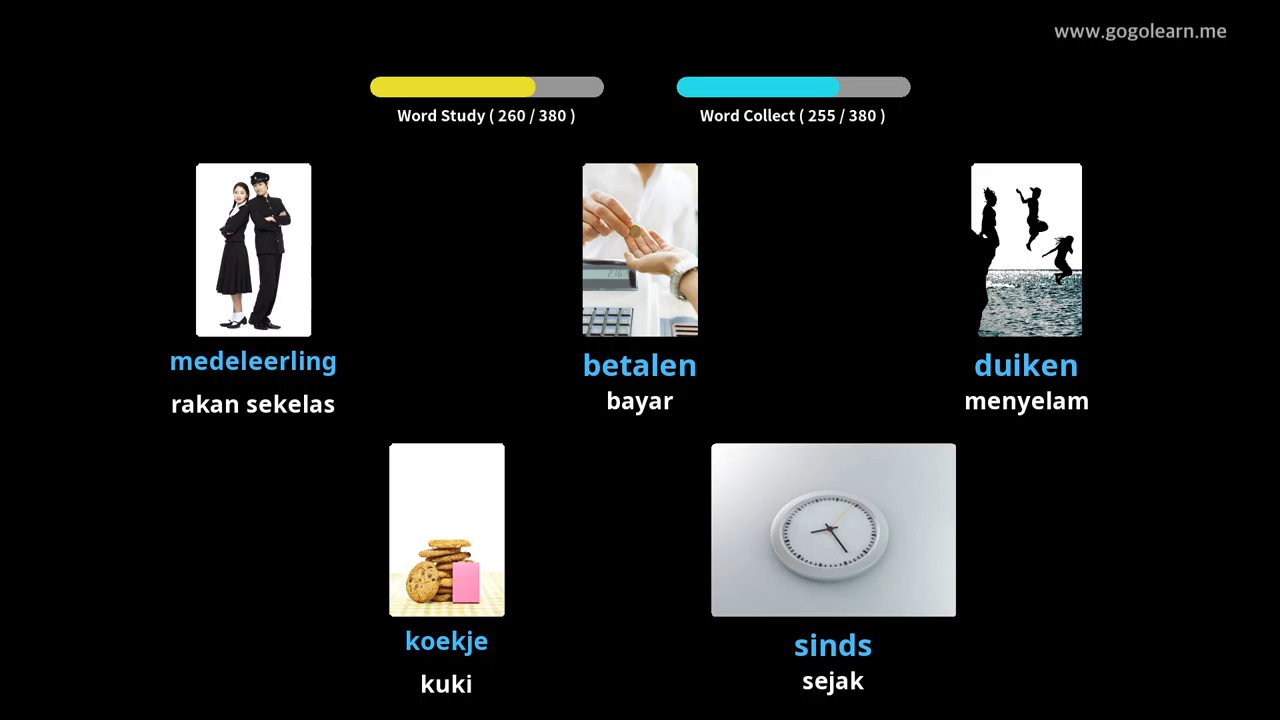 www.gogolearn.me
Word Study ( 260 / 380 )
Word Collect ( 255 / 380 )
medeleerling
rakan sekelas
betalen
bayar
duiken
menyelam
koekje
kuki
sinds
sejak